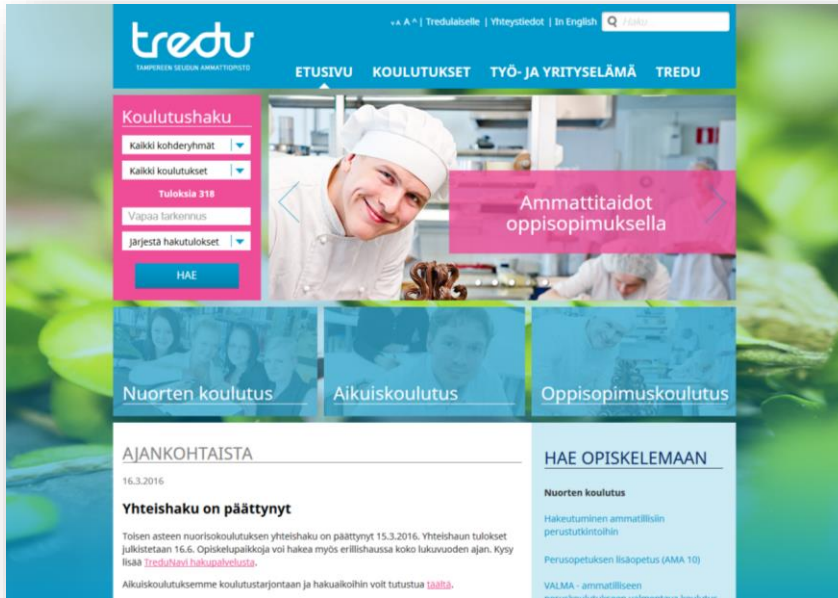 tredu
TAMPEREEN SEUDUN AMMATTIOPISTO
A A A | Tredulaiselle | Yhteystiedot | In English
Haku
ETUSIVU KOULUTUKSET TYÖ- JA YRITYSELÄMÄ TREDU
Koulutushaku
Kaikki kohderyhmät
Kaikki koulutukset
Tuloksia 318
Vapaa tarkennus
Järjestä hakutulokset
HAE
Ammattitaidot
oppisopimuksella
Nuorten koulutus
Aikuiskoulutus
Oppisopimuskoulutus
AJANKOHTAISTA
16.3.2016
Yhteishaku on päättynyt
Toisen asteen nuorisokoulutuksen yhteishaku on päättynyt 15.3.2016. Yhteishaun tulokset
julkistetaan 16.6. Opiskelupaikkoja voi hakea myös erillishaussa koko lukuvuoden ajan. Kysy
lisää TreduNavi hakupalvelusta.
Aikuiskoulutuksemme koulutustarjontaan ja hakuaikoihin voit tutustua täältä.
HAE OPISKELEMAAN
Nuorten koulutus
Hakeutuminen ammatillisiin
perustutkintoihin
Perusopetuksen lisäopetus (AMA 10)
VALMA - ammatilliseen